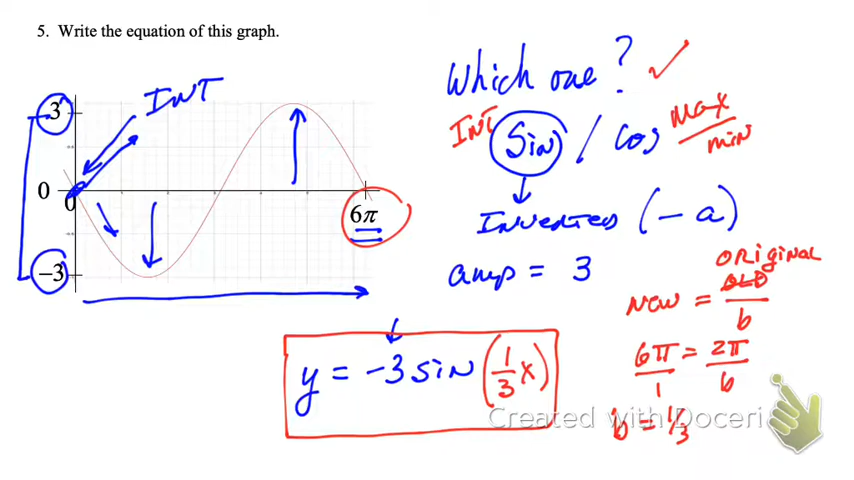 5. Write the equation of this graph.
Which one? ✓
INT
3
INT Sin / cos max/min
0
0
6π
Inverted (- a)
-3
amp = 3
ORIGINAL
OLD
New = /b
6π/1 = 2π/b
y = -3 sin (1/3 x)
b = 1/3
Created with Doceri